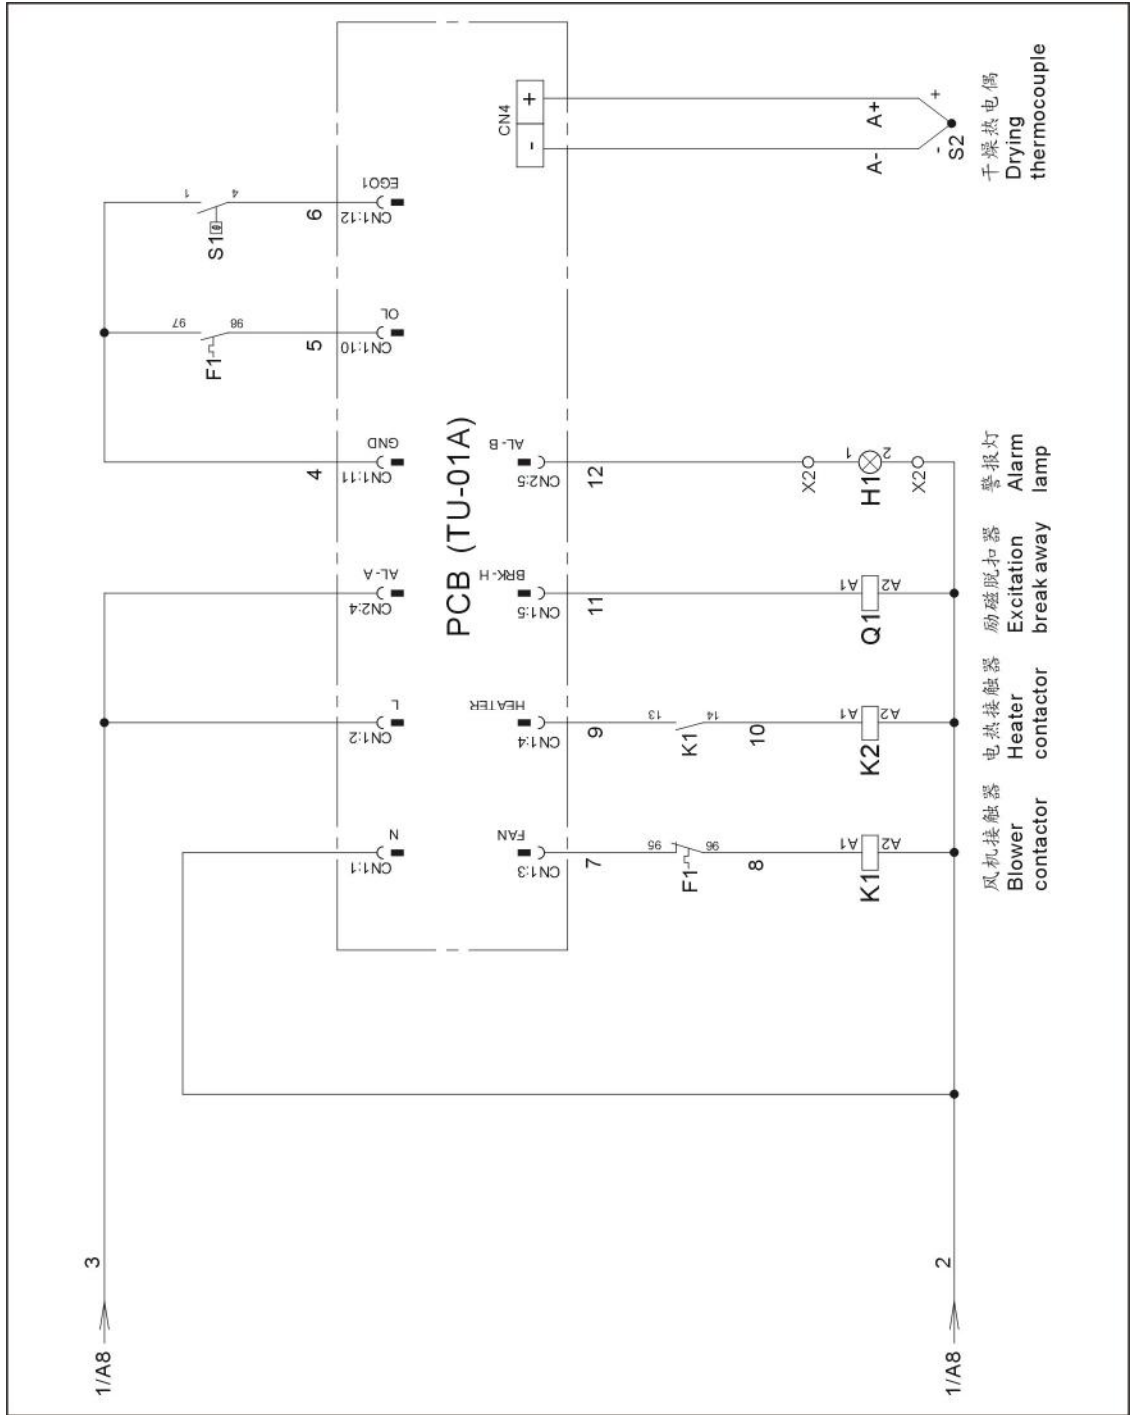 1/A8
3
F1
97
98
S1
1
4
4
5
6
CN1:1
N
CN1:2
L
CN2:4
AL-A
CN1:11
GND
CN1:10
OL
CN1:12
EGO1
PCB (TU-01A)
CN1:3
FAN
CN1:4
HEATER
CN1:5
BRK-H
CN2:5
AL-B
CN4
-
+
7
9
11
12
F1
95
96
K1
13
14
8
10
X2
A-
A+
K1
A1
A2
K2
A1
A2
Q1
A1
A2
H1
1
2
X2
-
+
S2
1/A8
2
风机接触器
Blower
contactor
电热接触器
Heater
contactor
励磁脱扣器
Excitation
break away
警报灯
Alarm
lamp
干燥热电偶
Drying
thermocouple